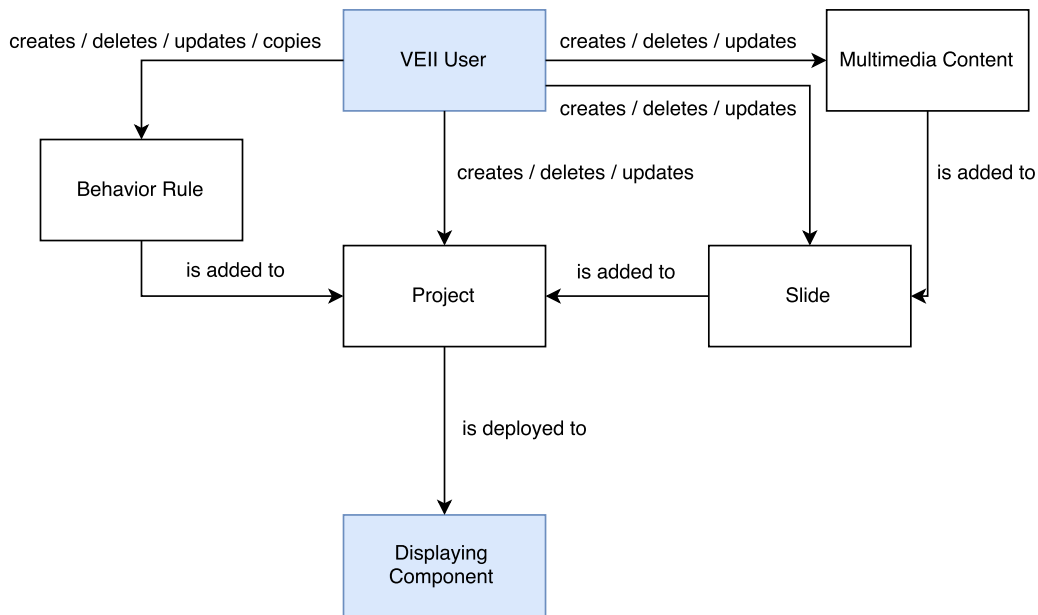 creates / deletes / updates / copies
VEII User
creates / deletes / updates
Multimedia Content
creates / deletes / updates
creates / deletes / updates
is added to
Behavior Rule
is added to
Project
is added to
Slide
is deployed to
Displaying
Component